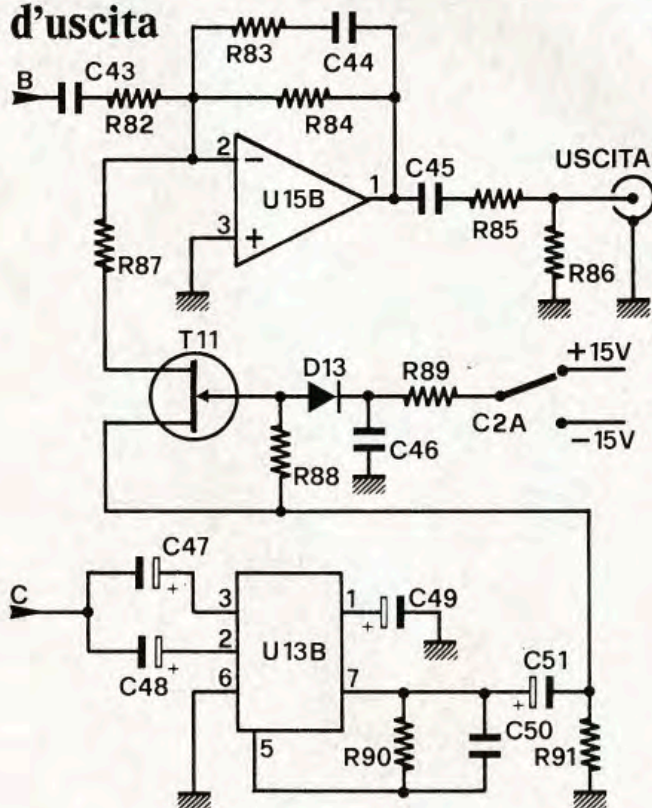 d'uscita
B
C43
R82
R83
C44
R84
2
−
3
+
U15B
1
C45
R85
USCITA
R86
R87
T11
D13
R89
C2A
+15V
−15V
C46
R88
C
C47
+
C48
+
3
2
6
5
U13B
1
7
+
C49
R90
C50
+
C51
R91